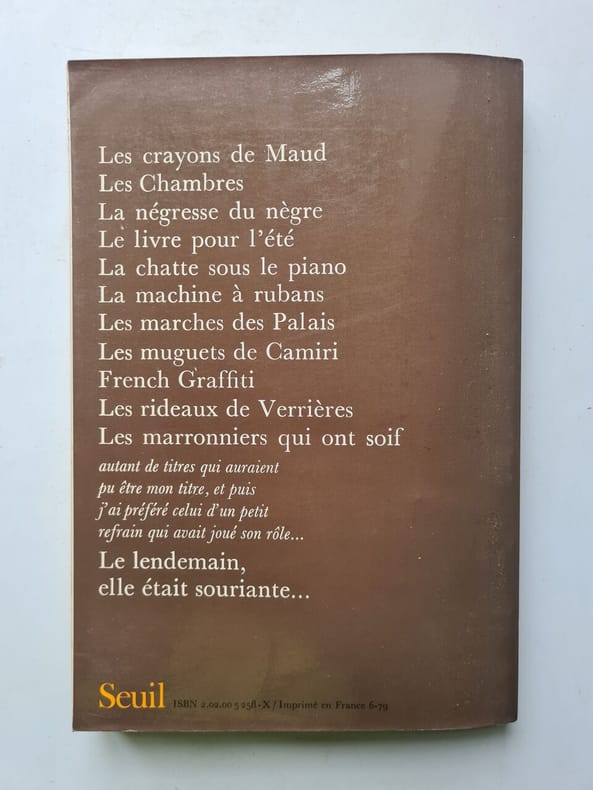 Les crayons de Maud
Les Chambres
La négresse du nègre
Le livre pour l'été
La chatte sous le piano
La machine à rubans
Les marches des Palais
Les muguets de Camiri
French Graffiti
Les rideaux de Verrières
Les marronniers qui ont soif
autant de titres qui auraient
pu être mon titre, et puis
j'ai préféré celui d'un petit
refrain qui avait joué son rôle...
Le lendemain,
elle était souriante...
Seuil ISBN 2.02.00 5 258-X / Imprimé en France 6-79